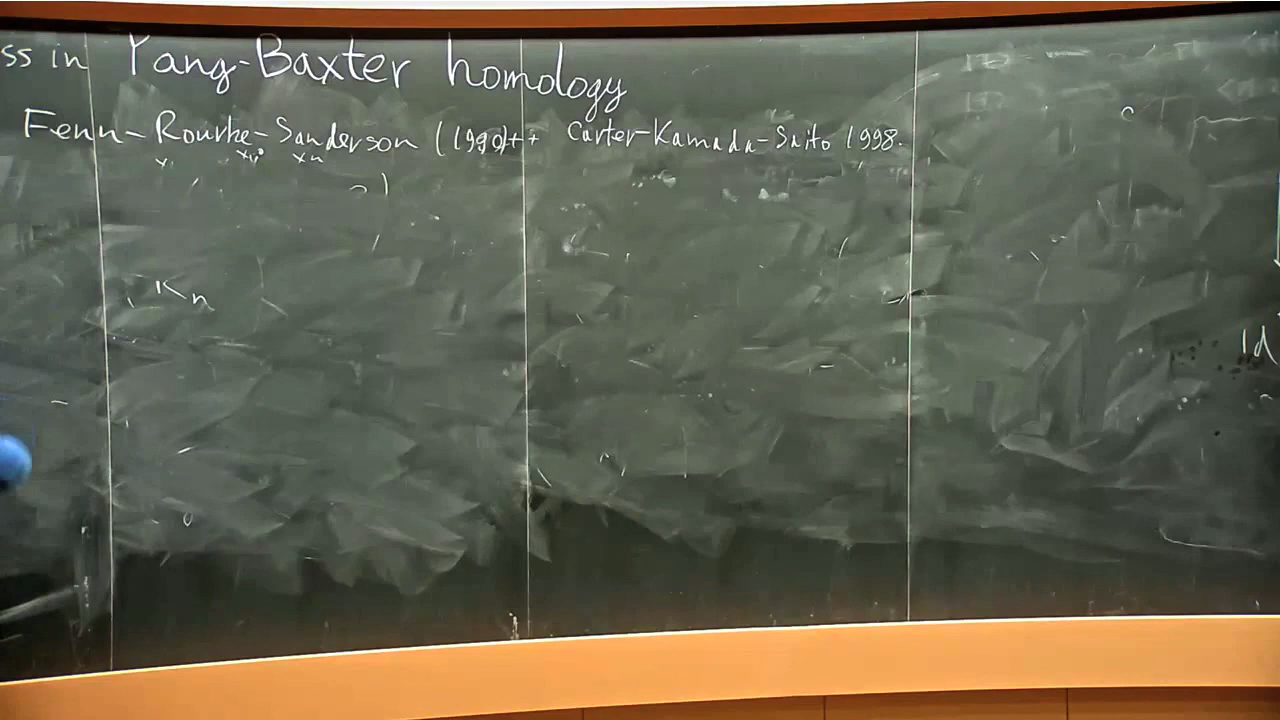 ss in Yang-Baxter homology
Fenn-Rourke-Sanderson (1990)++ Carter-Kamada-Saito 1998.
Kn
Id